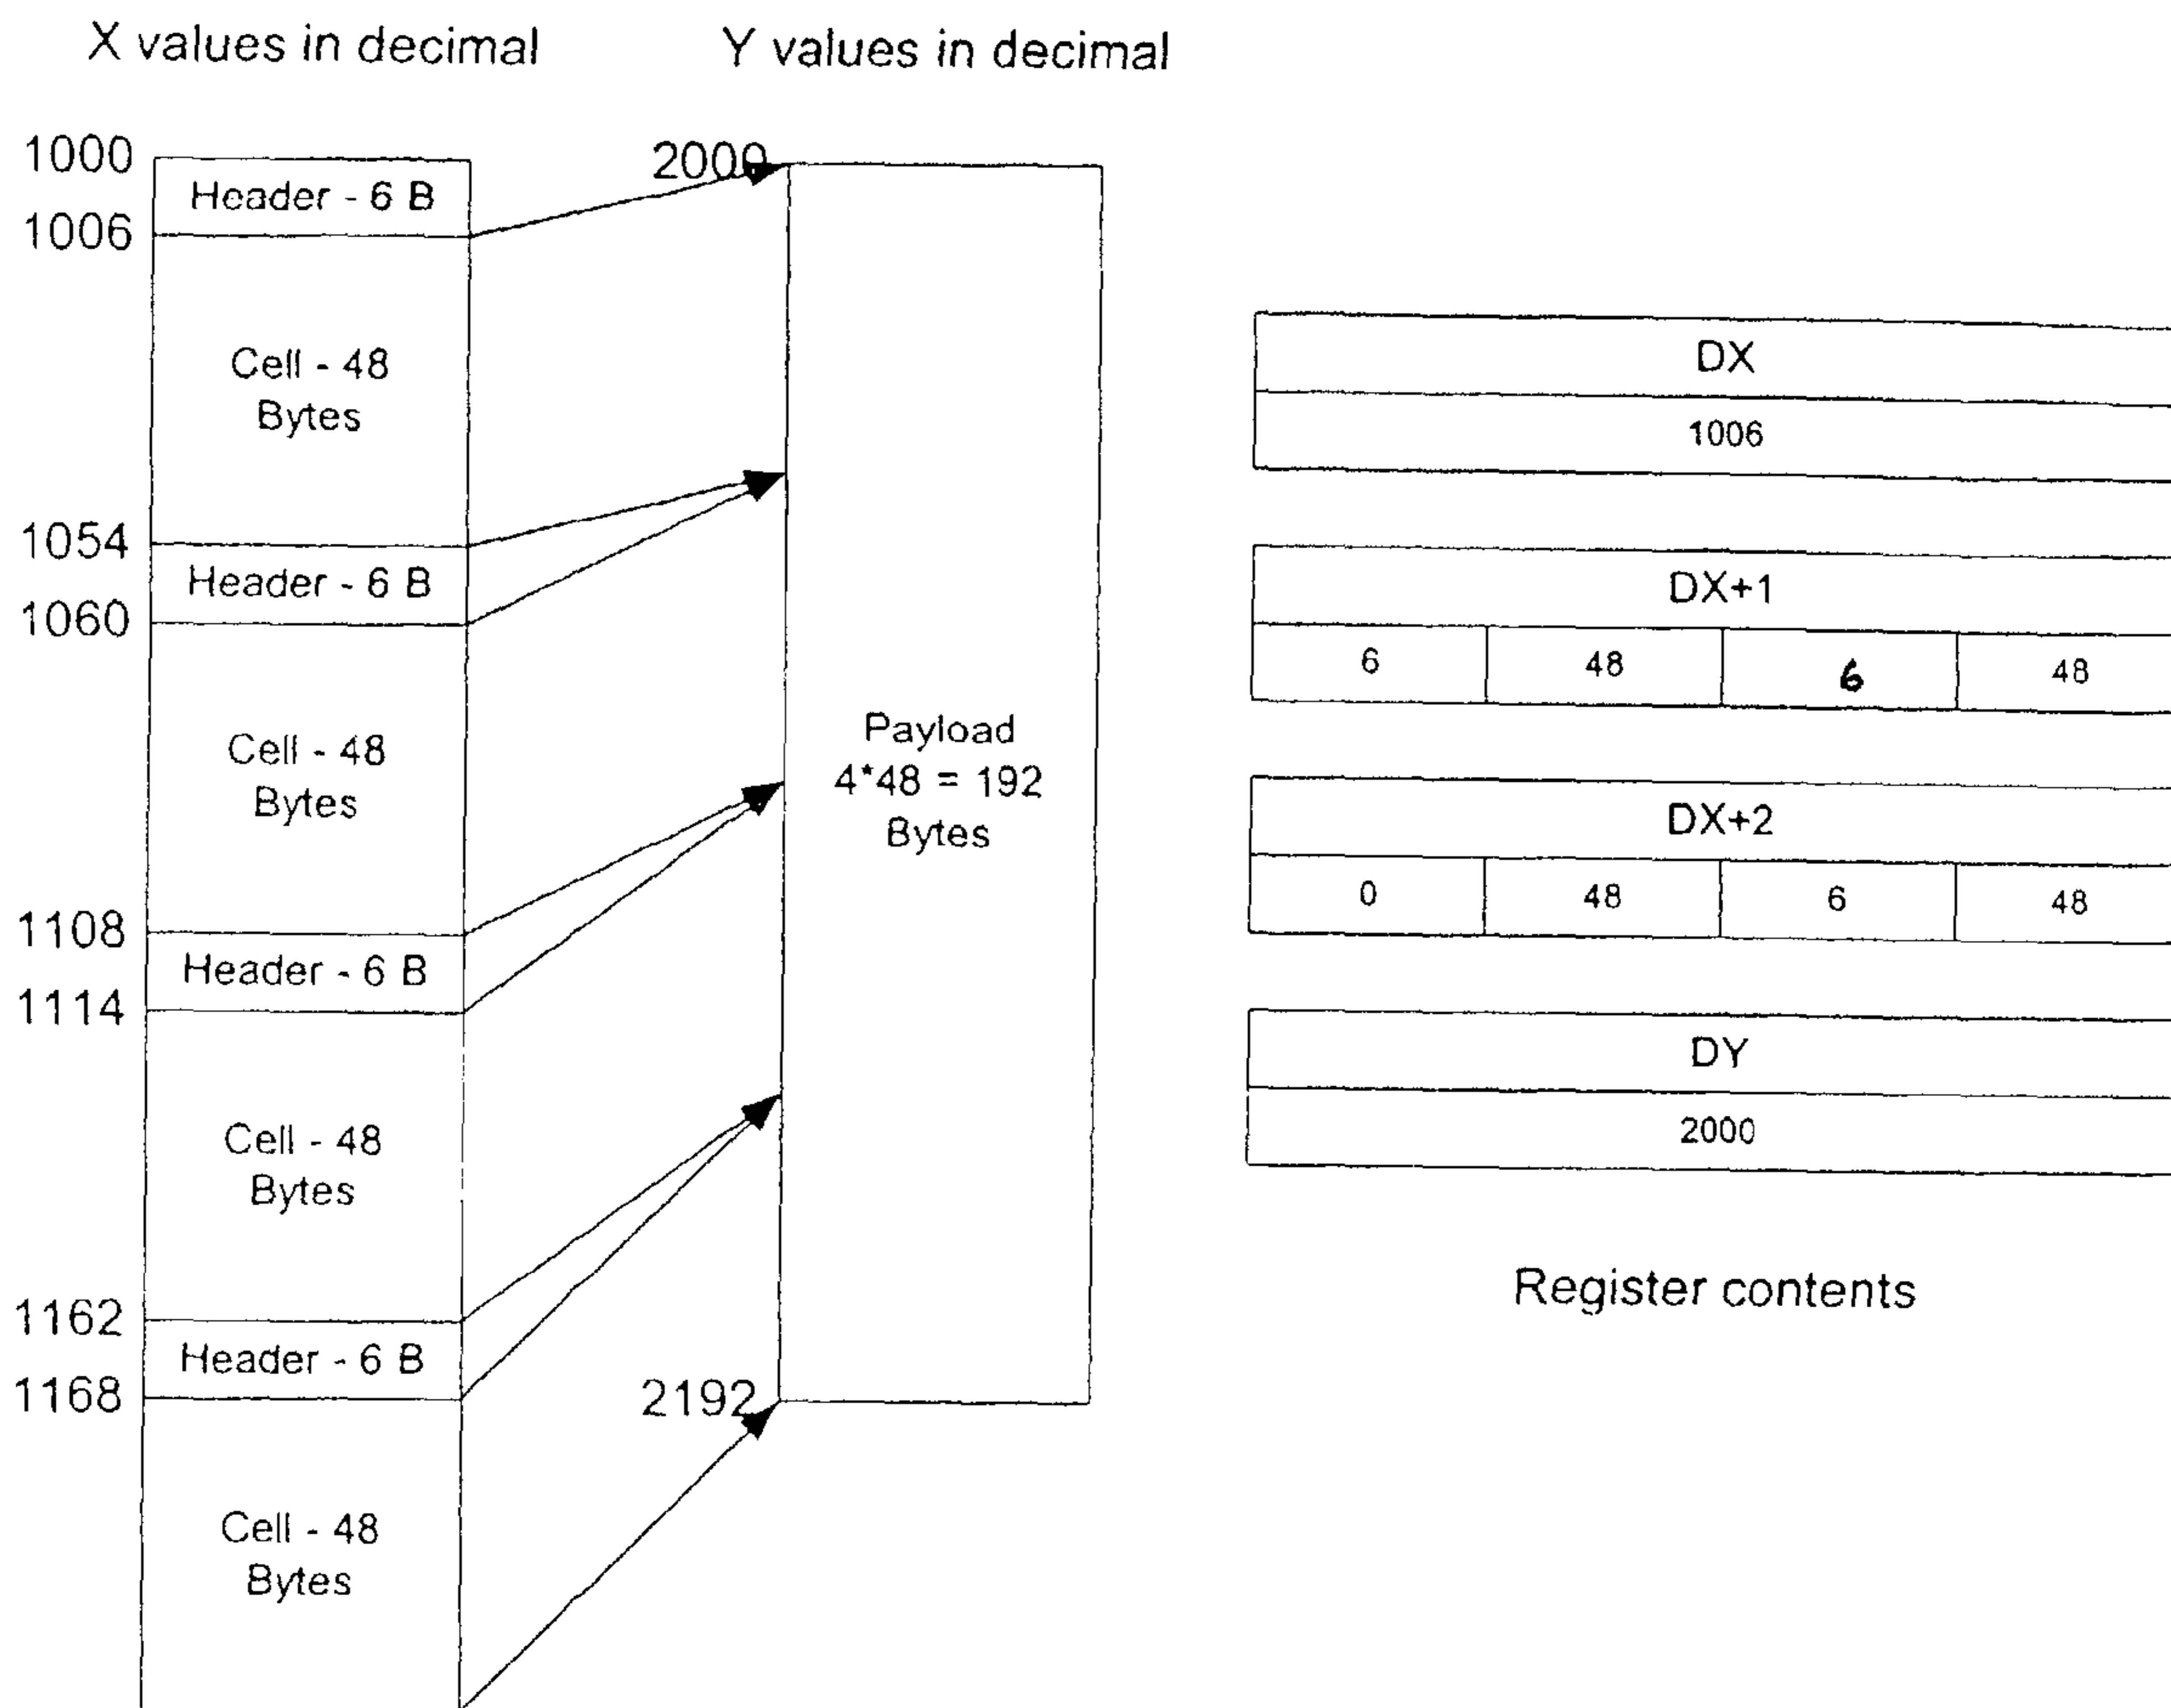 X values in decimal
Y values in decimal
1000
Header - 6 B
1006
Cell - 48
Bytes
1054
Header - 6 B
1060
Cell - 48
Bytes
1108
Header - 6 B
1114
Cell - 48
Bytes
1162
Header - 6 B
1168
Cell - 48
Bytes
2000
Payload
4*48 = 192
Bytes
2192
DX
1006
DX+1
6 48 6 48
DX+2
0 48 6 48
DY
2000
Register contents